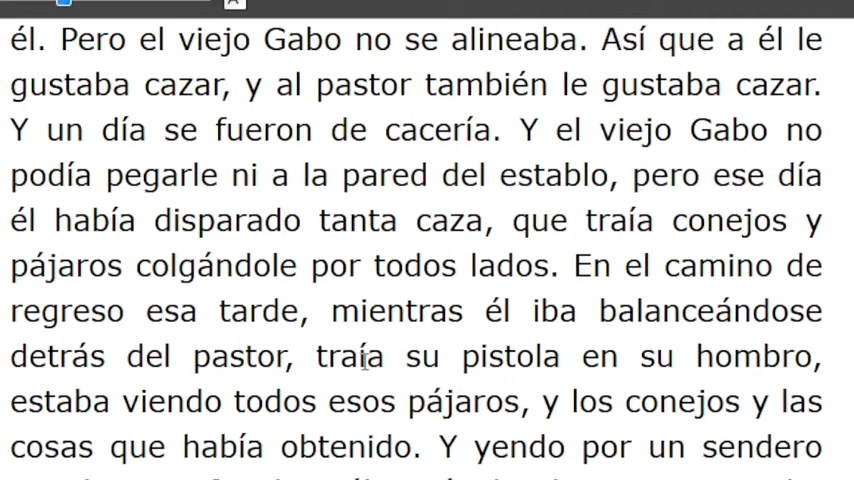 él. Pero el viejo Gabo no se alineaba. Así que a él le
gustaba cazar, y al pastor también le gustaba cazar.
Y un día se fueron de cacería. Y el viejo Gabo no
podía pegarle ni a la pared del establo, pero ese día
él había disparado tanta caza, que traía conejos y
pájaros colgándole por todos lados. En el camino de
regreso esa tarde, mientras él iba balanceándose
detrás del pastor, traía su pistola en su hombro,
estaba viendo todos esos pájaros, y los conejos y las
cosas que había obtenido. Y yendo por un sendero